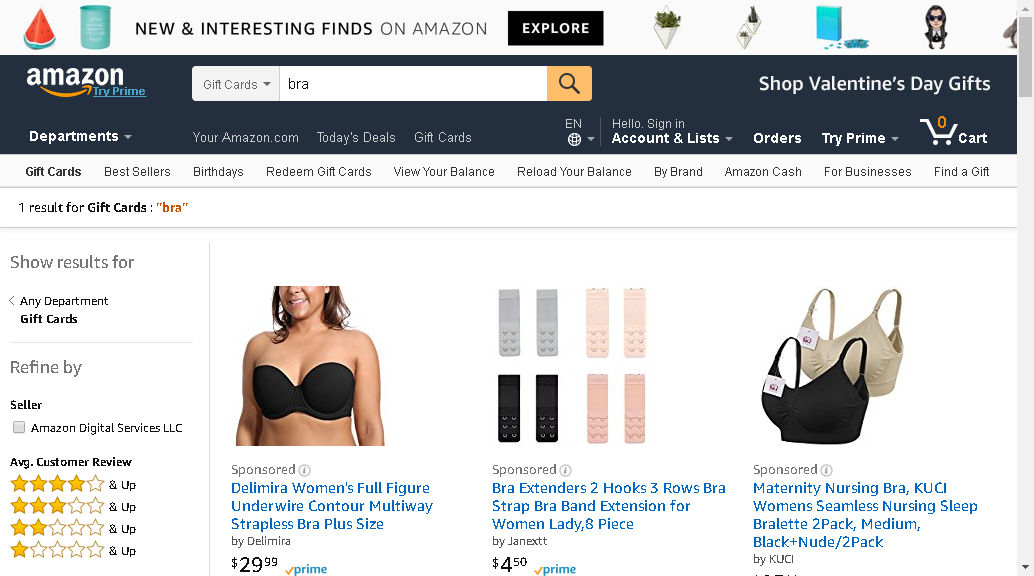 NEW & INTERESTING FINDS ON AMAZON EXPLORE
amazon
Try Prime
Gift Cards bra
Shop Valentine's Day Gifts
Departments
Your Amazon.com Today's Deals Gift Cards
EN
Hello. Sign in
Account & Lists
Orders
Try Prime
0
Cart
Gift Cards Best Sellers Birthdays Redeem Gift Cards View Your Balance Reload Your Balance By Brand Amazon Cash For Businesses Find a Gift
1 result for Gift Cards : "bra"
Show results for
Any Department
Gift Cards
Refine by
Seller
Amazon Digital Services LLC
Avg. Customer Review
& Up
& Up
& Up
& Up
Sponsored
Delimira Women's Full Figure
Underwire Contour Multiway
Strapless Bra Plus Size
by Delimira
$29 99 prime
Sponsored
Bra Extenders 2 Hooks 3 Rows Bra
Strap Bra Band Extension for
Women Lady,8 Piece
by Janextt
$4 50 prime
Sponsored
Maternity Nursing Bra, KUCI
Womens Seamless Nursing Sleep
Bralette 2Pack, Medium,
Black+Nude/2Pack
by KUCI